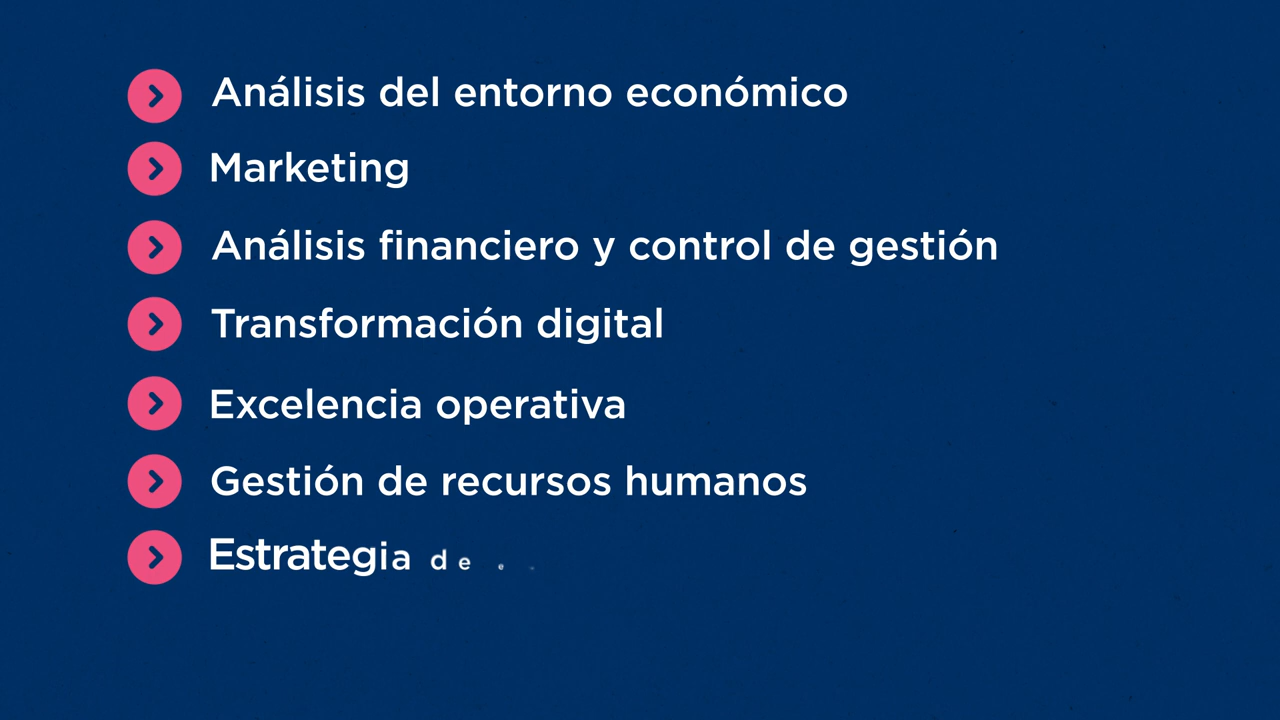 Análisis del entorno económico
Marketing
Análisis financiero y control de gestión
Transformación digital
Excelencia operativa
Gestión de recursos humanos
Estrategia de